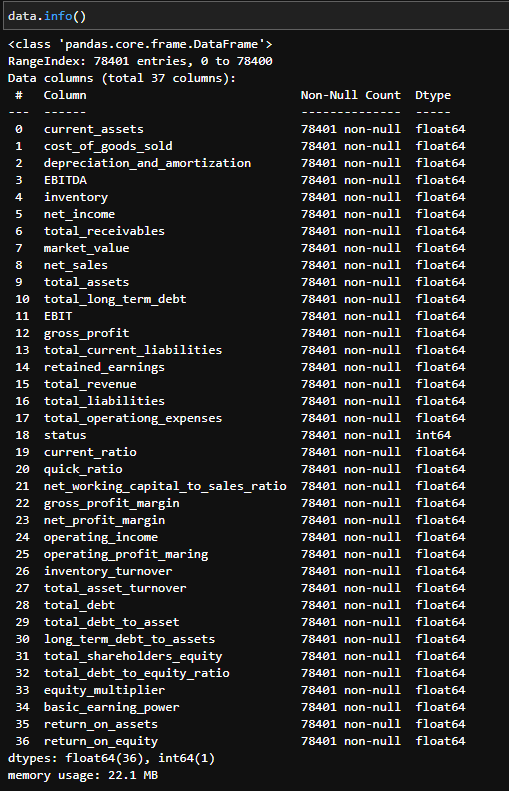 data.info()
<class 'pandas.core.frame.DataFrame'>
RangeIndex: 78401 entries, 0 to 78400
Data columns (total 37 columns):
 #   Column                              Non-Null Count  Dtype
---  ------                              --------------  -----
 0   current_assets                      78401 non-null  float64
 1   cost_of_goods_sold                  78401 non-null  float64
 2   depreciation_and_amortization       78401 non-null  float64
 3   EBITDA                              78401 non-null  float64
 4   inventory                           78401 non-null  float64
 5   net_income                          78401 non-null  float64
 6   total_receivables                   78401 non-null  float64
 7   market_value                        78401 non-null  float64
 8   net_sales                           78401 non-null  float64
 9   total_assets                        78401 non-null  float64
 10  total_long_term_debt                78401 non-null  float64
 11  EBIT                                78401 non-null  float64
 12  gross_profit                        78401 non-null  float64
 13  total_current_liabilities           78401 non-null  float64
 14  retained_earnings                   78401 non-null  float64
 15  total_revenue                       78401 non-null  float64
 16  total_liabilities                   78401 non-null  float64
 17  total_operationg_expenses           78401 non-null  float64
 18  status                              78401 non-null  int64
 19  current_ratio                       78401 non-null  float64
 20  quick_ratio                         78401 non-null  float64
 21  net_working_capital_to_sales_ratio  78401 non-null  float64
 22  gross_profit_margin                 78401 non-null  float64
 23  net_profit_margin                   78401 non-null  float64
 24  operating_income                    78401 non-null  float64
 25  operating_profit_maring             78401 non-null  float64
 26  inventory_turnover                  78401 non-null  float64
 27  total_asset_turnover                78401 non-null  float64
 28  total_debt                          78401 non-null  float64
 29  total_debt_to_asset                 78401 non-null  float64
 30  long_term_debt_to_assets            78401 non-null  float64
 31  total_shareholders_equity           78401 non-null  float64
 32  total_debt_to_equity_ratio          78401 non-null  float64
 33  equity_multiplier                   78401 non-null  float64
 34  basic_earning_power                 78401 non-null  float64
 35  return_on_assets                    78401 non-null  float64
 36  return_on_equity                    78401 non-null  float64
dtypes: float64(36), int64(1)
memory usage: 22.1 MB